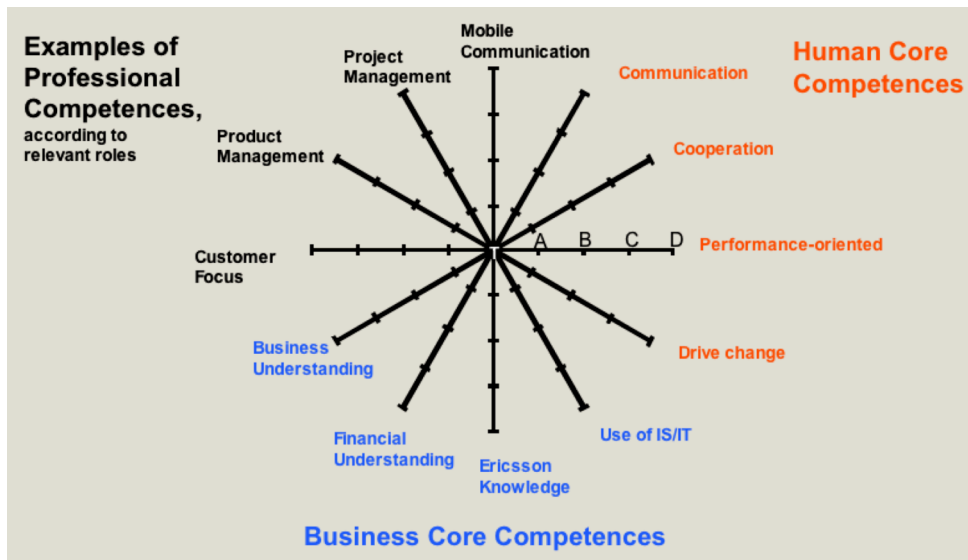 Examples of
Professional
Competences,
according to
relevant roles
Mobile
Communication
Project
Management
Product
Management
Customer
Focus
Human Core
Competences
Communication
Cooperation
A B C D
Performance-oriented
Drive change
Use of IS/IT
Ericsson
Knowledge
Financial
Understanding
Business
Understanding
Business Core Competences